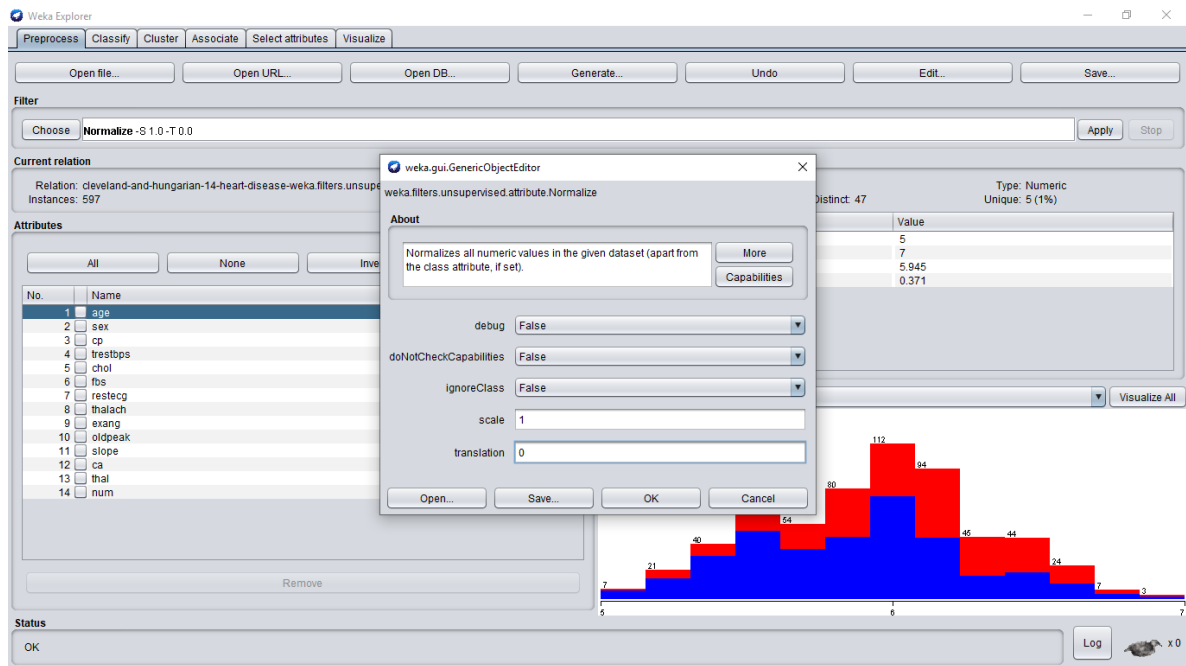 Weka Explorer
Preprocess Classify Cluster Associate Select attributes Visualize
Open file... Open URL... Open DB... Generate... Undo Edit... Save...
Filter
Choose Normalize -S 1.0 -T 0.0 Apply Stop
Current relation
Relation: cleveland-and-hungarian-14-heart-disease-weka.filters.unsupe
Instances: 597
Type: Numeric
Distinct: 47 Unique: 5 (1%)
Attributes
All None Inve
No. Name
1 age
2 sex
3 cp
4 trestbps
5 chol
6 fbs
7 restecg
8 thalach
9 exang
10 oldpeak
11 slope
12 ca
13 thal
14 num
Remove
weka.gui.GenericObjectEditor
weka.filters.unsupervised.attribute.Normalize
About
Normalizes all numeric values in the given dataset (apart from
the class attribute, if set).
More
Capabilities
debug False
doNotCheckCapabilities False
ignoreClass False
scale 1
translation 0
Open... Save... OK Cancel
Value
5
7
5.945
0.371
Visualize All
7 21 40 54 80 112 94 45 44 24 7 3
5 6 7
Status
OK
Log x 0